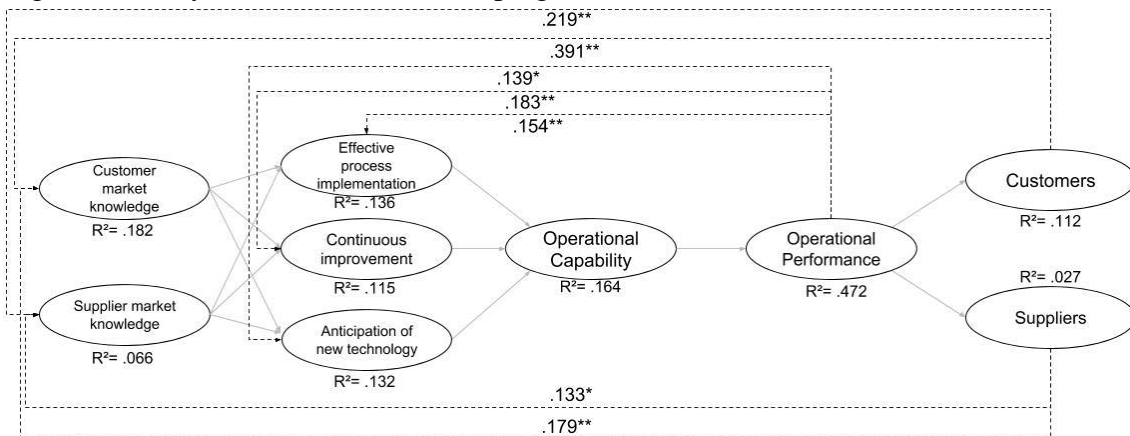 .219**
.391**
.139*
.183**
.154**
Effective
process
implementation
R²= .136
Customer
market
knowledge
R²= .182
Customers
R²= .112
Continuous
improvement
R²= .115
Operational
Capability
R²= .164
Operational
Performance
R²= .472
R²= .027
Suppliers
Supplier market
knowledge
R²= .066
Anticipation of
new technology
R²= .132
.133*
.179**